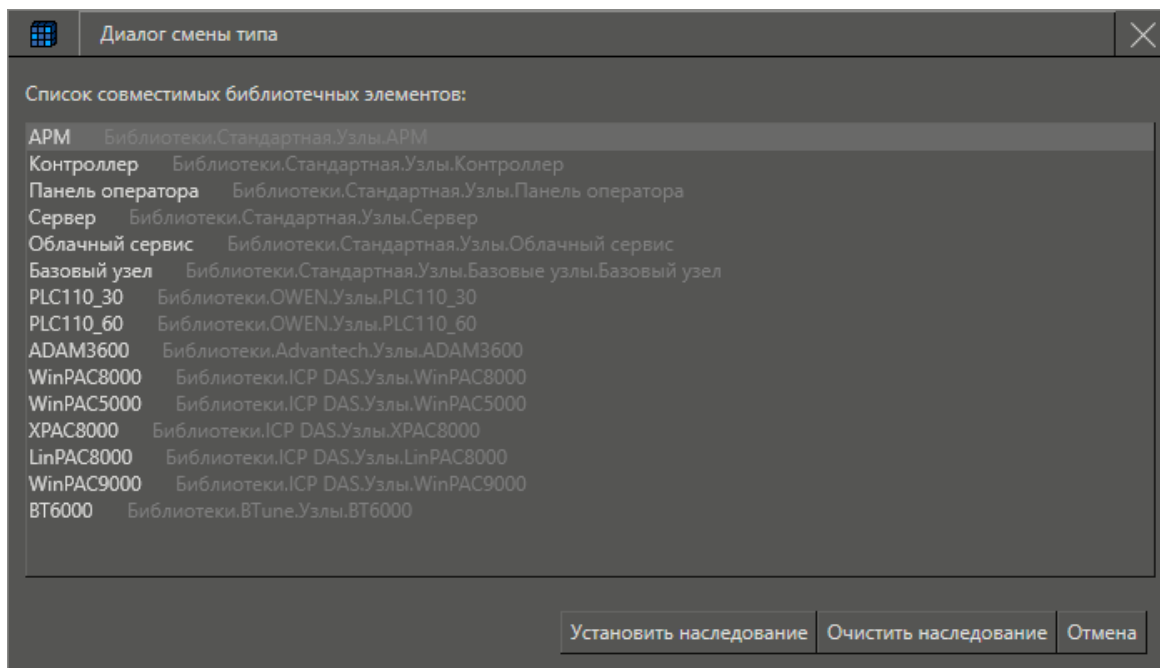 Диалог смены типа
Список совместимых библиотечных элементов:
АРМ Библиотеки.Стандартная.Узлы.АРМ
Контроллер Библиотеки.Стандартная.Узлы.Контроллер
Панель оператора Библиотеки.Стандартная.Узлы.Панель оператора
Сервер Библиотеки.Стандартная.Узлы.Сервер
Облачный сервис Библиотеки.Стандартная.Узлы.Облачный сервис
Базовый узел Библиотеки.Стандартная.Узлы.Базовые узлы.Базовый узел
PLC110_30 Библиотеки.OWEN.Узлы.PLC110_30
PLC110_60 Библиотеки.OWEN.Узлы.PLC110_60
ADAM3600 Библиотеки.Advantech.Узлы.ADAM3600
WinPAC8000 Библиотеки.ICP DAS.Узлы.WinPAC8000
WinPAC5000 Библиотеки.ICP DAS.Узлы.WinPAC5000
XPAC8000 Библиотеки.ICP DAS.Узлы.XPAC8000
LinPAC8000 Библиотеки.ICP DAS.Узлы.LinPAC8000
WinPAC9000 Библиотеки.ICP DAS.Узлы.WinPAC9000
BT6000 Библиотеки.BTune.Узлы.BT6000
Установить наследование Очистить наследование Отмена